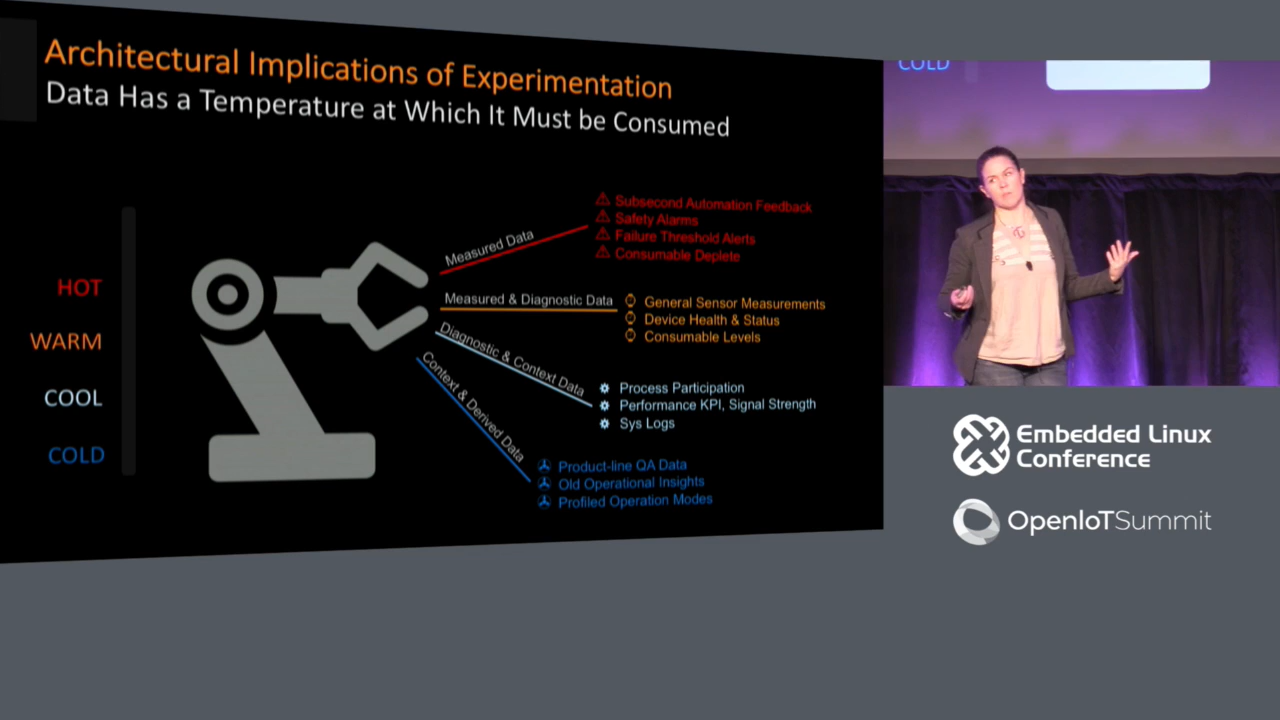 Architectural Implications of Experimentation
Data Has a Temperature at Which It Must be Consumed
HOT
WARM
COOL
COLD
Measured Data
Subsecond Automation Feedback
Safety Alarms
Failure Threshold Alerts
Consumable Deplete
Measured & Diagnostic Data
General Sensor Measurements
Device Health & Status
Consumable Levels
Diagnostic & Context Data
Process Participation
Performance KPI, Signal Strength
Sys Logs
Context & Derived Data
Product-line QA Data
Old Operational Insights
Profiled Operation Modes
COLD
Embedded Linux
Conference
OpenIoTSummit